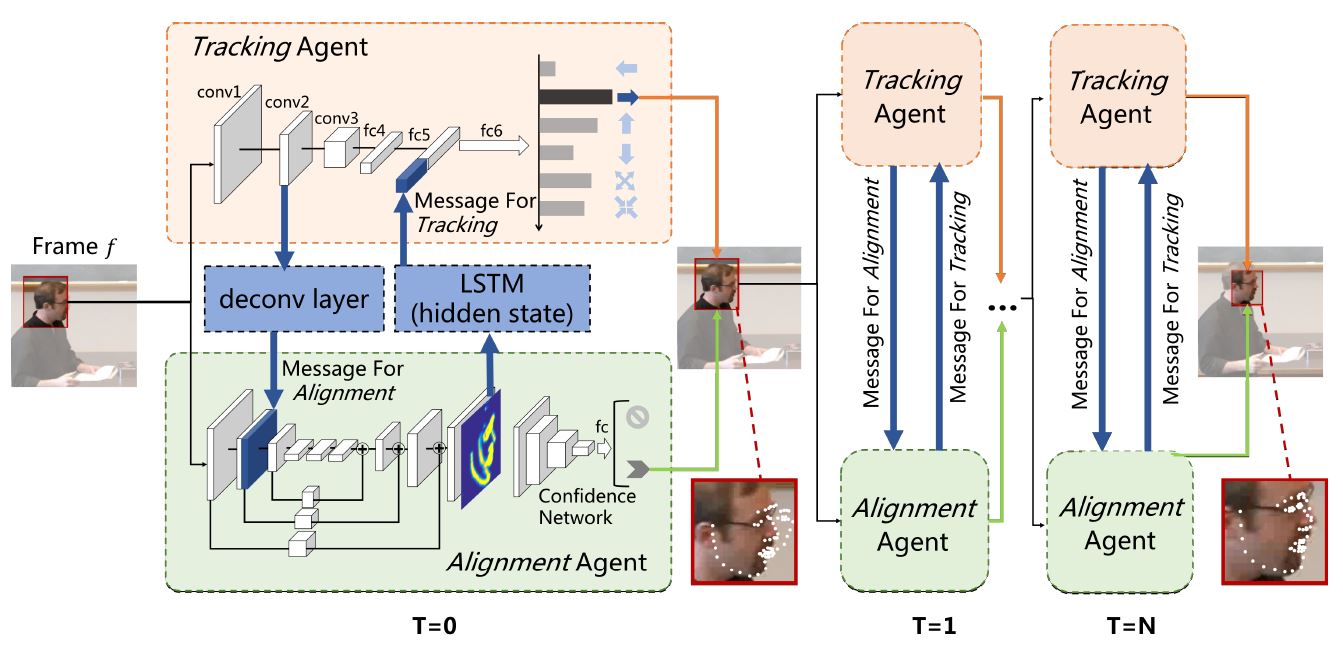 Tracking Agent
conv1
conv2
conv3
fc4
fc5
fc6
Message For
Tracking
Frame f
deconv layer
LSTM
(hidden state)
Message For
Alignment
fc
Confidence
Network
Alignment Agent
T=0
Tracking
Agent
Message For Alignment
Message For Tracking
Alignment
Agent
T=1
...
Tracking
Agent
Message For Alignment
Message For Tracking
Alignment
Agent
T=N